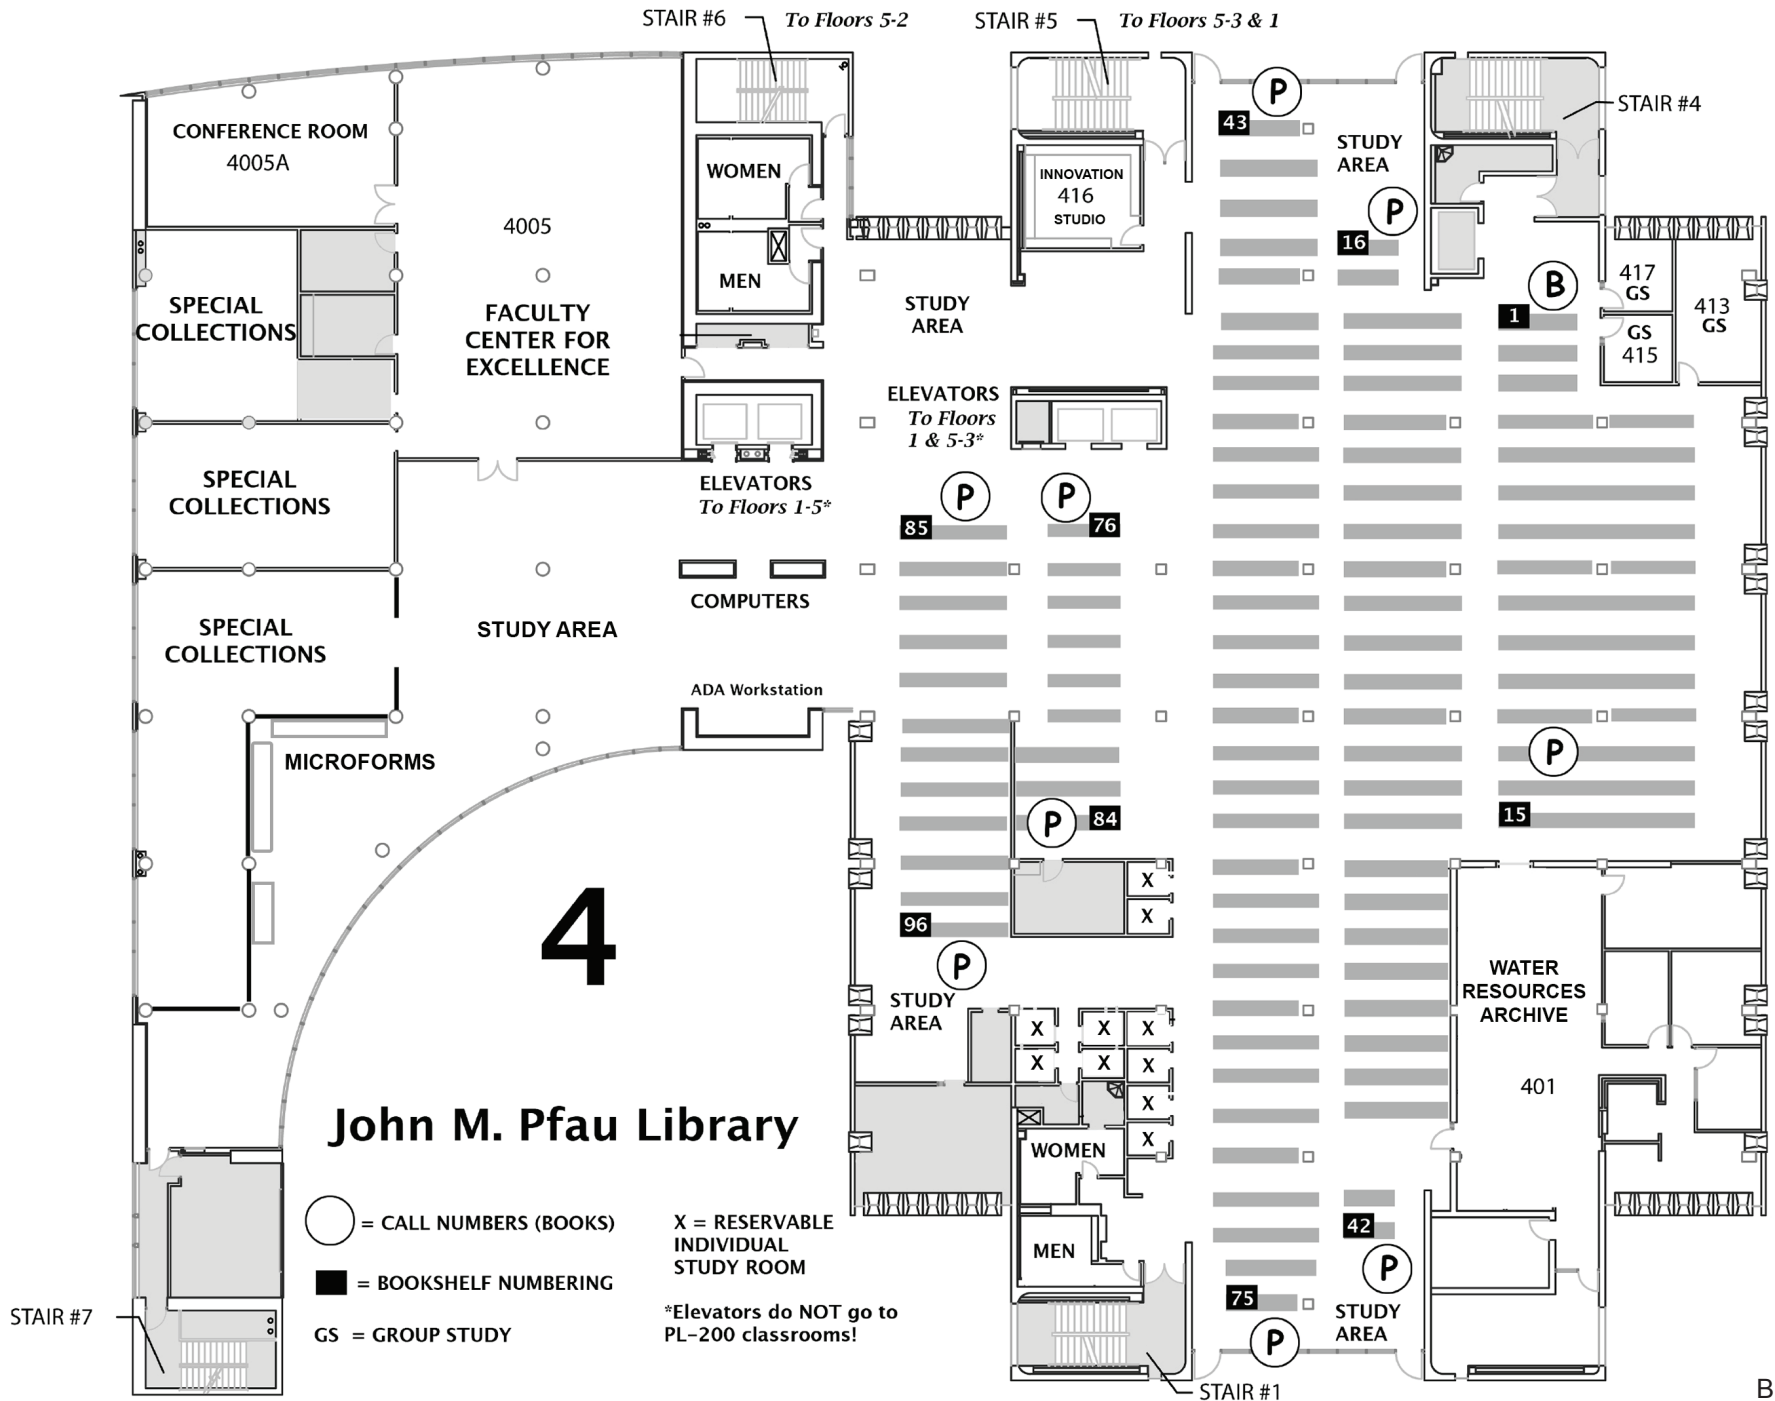 STAIR #6
To Floors 5-2
STAIR #5
To Floors 5-3 & 1
P
43
STAIR #4
CONFERENCE ROOM
4005A
STUDY
AREA
WOMEN
INNOVATION
416
STUDIO
P
16
4005
MEN
417
GS
B
1
413
GS
GS
415
SPECIAL
COLLECTIONS
FACULTY
CENTER FOR
EXCELLENCE
STUDY
AREA
ELEVATORS
To Floors
1 & 5-3*
SPECIAL
COLLECTIONS
ELEVATORS
To Floors 1-5*
P
85
P
76
COMPUTERS
SPECIAL
COLLECTIONS
STUDY AREA
ADA Workstation
MICROFORMS
P
15
P
84
X
X
4
96
P
STUDY
AREA
WATER
RESOURCES
ARCHIVE
401
X
X
X
X
X
X
X
X
John M. Pfau Library
WOMEN
MEN
= CALL NUMBERS (BOOKS)
= BOOKSHELF NUMBERING
GS = GROUP STUDY
X = RESERVABLE
INDIVIDUAL
STUDY ROOM
*Elevators do NOT go to
PL-200 classrooms!
42
P
75
STUDY
AREA
P
STAIR #7
STAIR #1
B